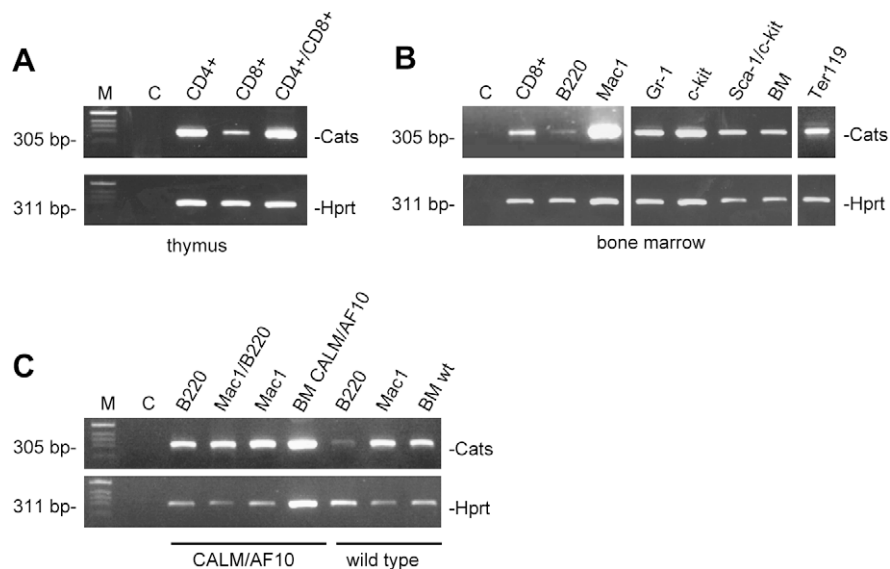 A
M C CD4+ CD8+ CD4+/CD8+
305 bp- -Cats
311 bp- -Hprt
thymus
B
C CD8+ B220 Mac1 Gr-1 c-kit Sca-1/c-kit BM Ter119
305 bp- -Cats
311 bp- -Hprt
bone marrow
C
M C B220 Mac1/B220 Mac1 BM CALM/AF10 B220 Mac1 BM wt
305 bp- -Cats
311 bp- -Hprt
CALM/AF10 wild type